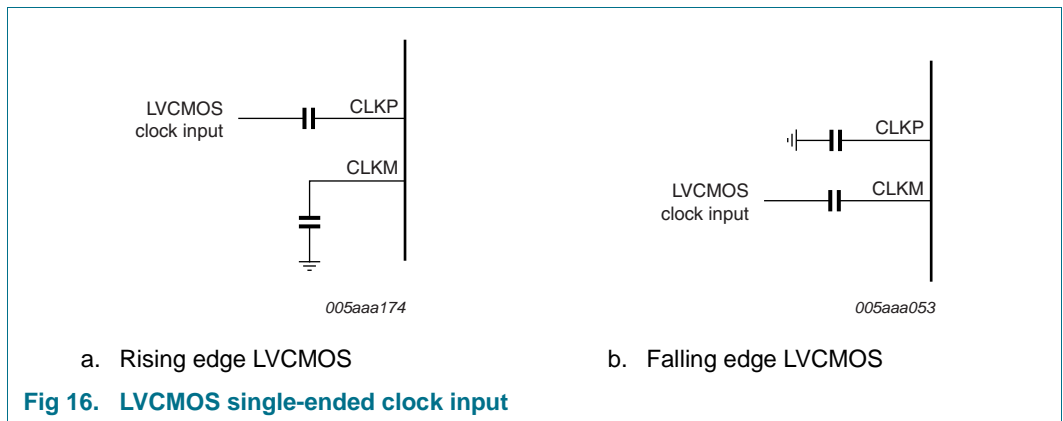 LVCMOS
clock input
CLKP
CLKM
005aaa174
a. Rising edge LVCMOS
CLKP
LVCMOS
clock input
CLKM
005aaa053
b. Falling edge LVCMOS
Fig 16. LVCMOS single-ended clock input